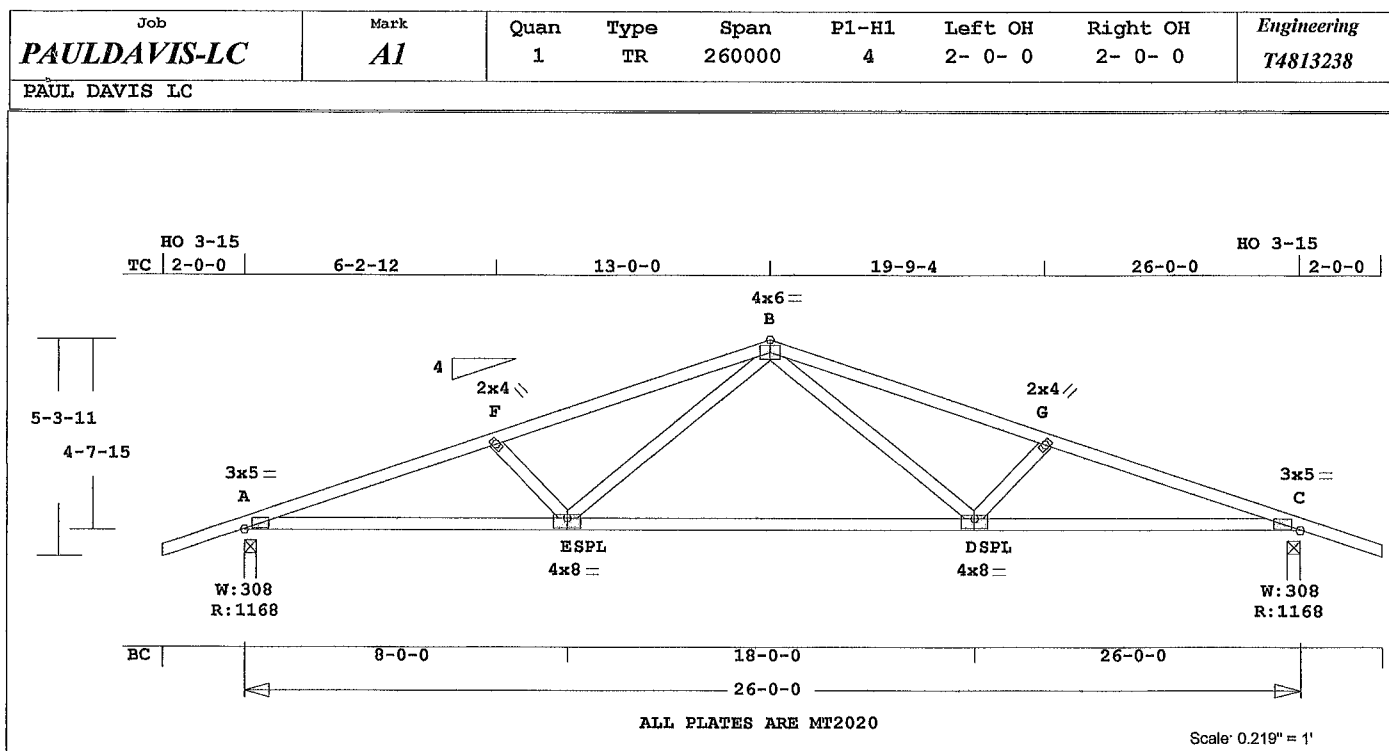 Job Mark Quan Type Span P1-H1 Left OH Right OH Engineering
PAULDAVIS-LC A1 1 TR 260000 4 2- 0- 0 2- 0- 0 T4813238
PAUL DAVIS LC
HO 3-15 HO 3-15
TC 2-0-0 6-2-12 13-0-0 19-9-4 26-0-0 2-0-0
4x6
B
4
2x4 2x4
F G
5-3-11
4-7-15
3x5 3x5
A C
ESPL DSPL
4x8 4x8
W:308 W:308
R:1168 R:1168
BC 8-0-0 18-0-0 26-0-0
26-0-0
ALL PLATES ARE MT2020
Scale: 0.219" = 1'